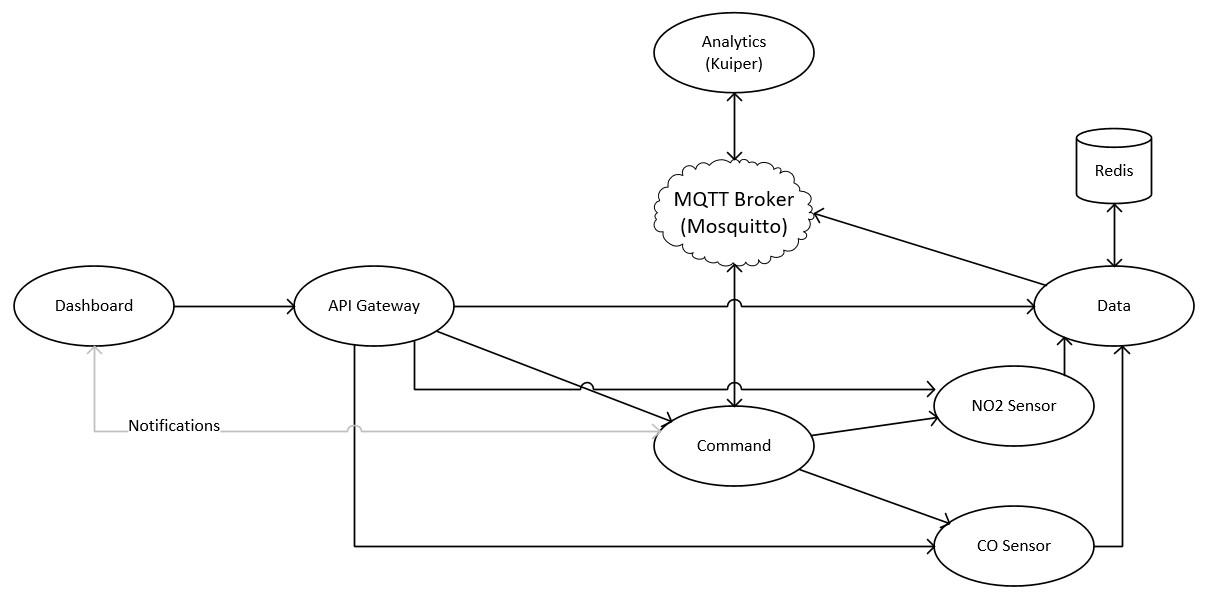 Analytics
(Kuiper)
Redis
MQTT Broker
(Mosquitto)
Dashboard
API Gateway
Data
NO2 Sensor
Notifications
Command
CO Sensor